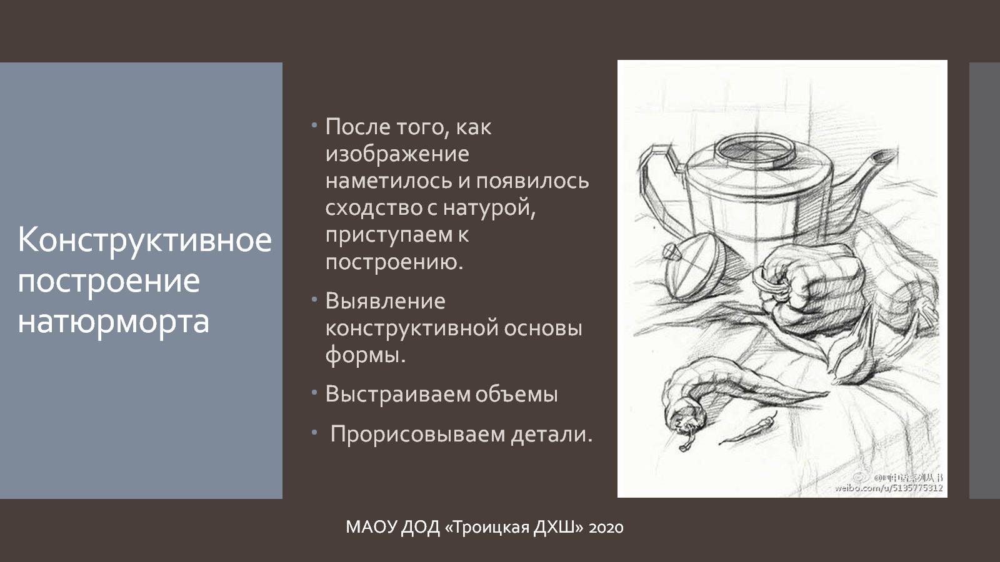 Конструктивное
построение
натюрморта
• После того, как
изображение
наметилось и появилось
сходство с натурой,
приступаем к
построению.
• Выявление
конструктивной основы
формы.
• Выстраиваем объемы
• Прорисовываем детали.
weibo.com/u/5135775312
МАОУ ДОД «Троицкая ДХШ» 2020